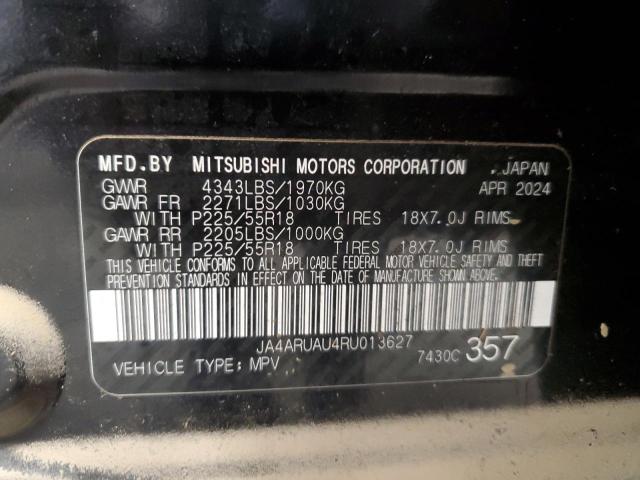 MFD.BY MITSUBISHI MOTORS CORPORATION. JAPAN
GVWR 4343LBS/1970KG APR 2024
GAWR FR 2271LBS/1030KG
WITH P225/55R18 TIRES 18X7.0J RIMS
GAWR RR 2205LBS/1000KG
WITH P225/55R18 TIRES 18X7.0J RIMS
THIS VEHICLE CONFORMS TO ALL APPLICABLE FEDERAL MOTOR VEHICLE SAFETY AND THEFT
PREVENTION STANDARDS IN EFFECT ON THE DATE OF MANUFACTURE SHOWN ABOVE.
JA4ARUAU4RU013627
VEHICLE TYPE: MPV 7430C 357